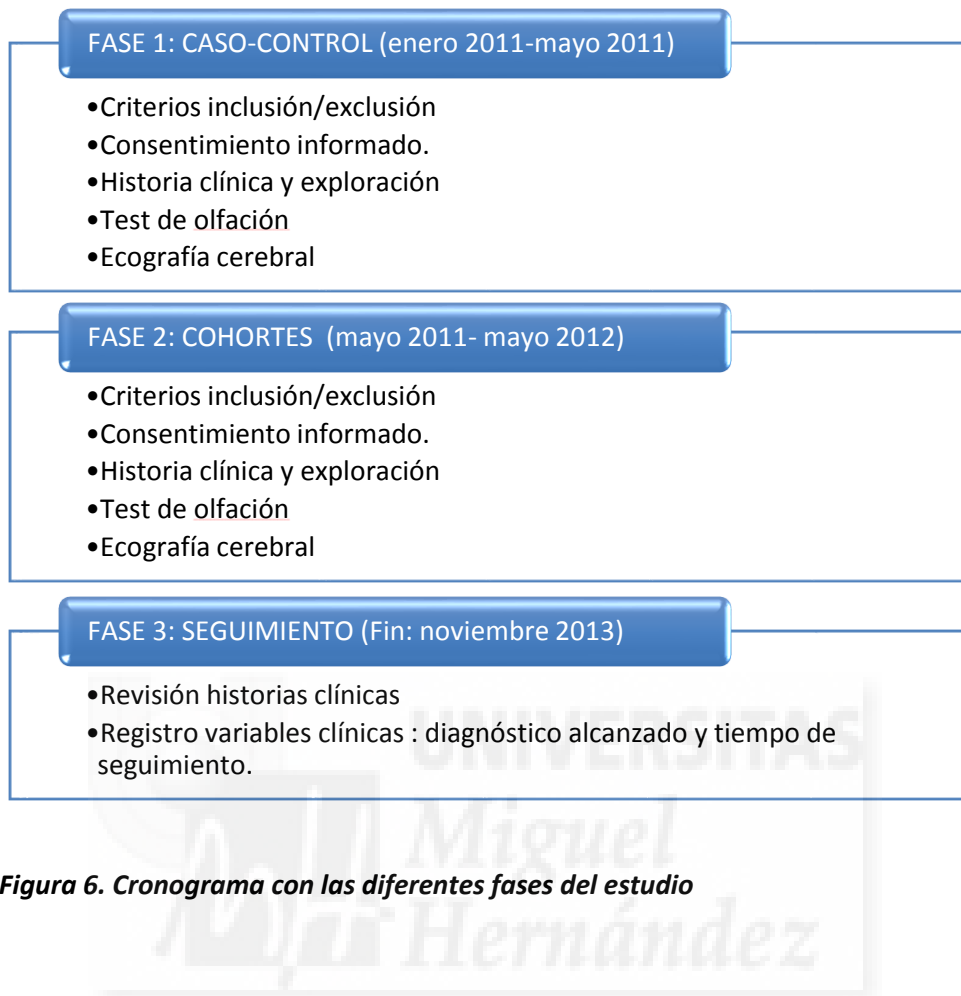 FASE 1: CASO-CONTROL (enero 2011-mayo 2011)
•Criterios inclusión/exclusión
•Consentimiento informado.
•Historia clínica y exploración
•Test de olfación
•Ecografía cerebral
FASE 2: COHORTES (mayo 2011- mayo 2012)
•Criterios inclusión/exclusión
•Consentimiento informado.
•Historia clínica y exploración
•Test de olfación
•Ecografía cerebral
FASE 3: SEGUIMIENTO (Fin: noviembre 2013)
•Revisión historias clínicas
•Registro variables clínicas : diagnóstico alcanzado y tiempo de
seguimiento.
UNIVERSITAS
Miguel
Hernández
Figura 6. Cronograma con las diferentes fases del estudio